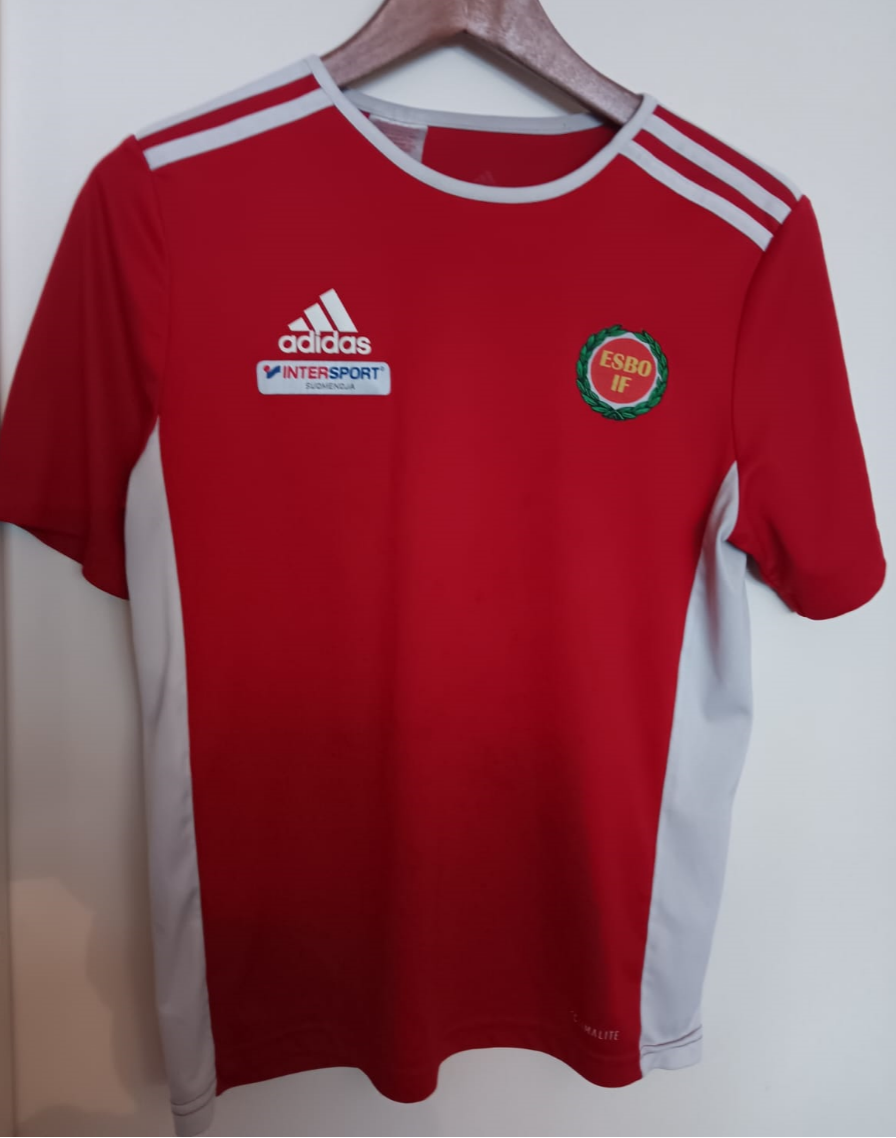 adidas
INTERSPORT®
SUOMENOJA
ESBO
IF